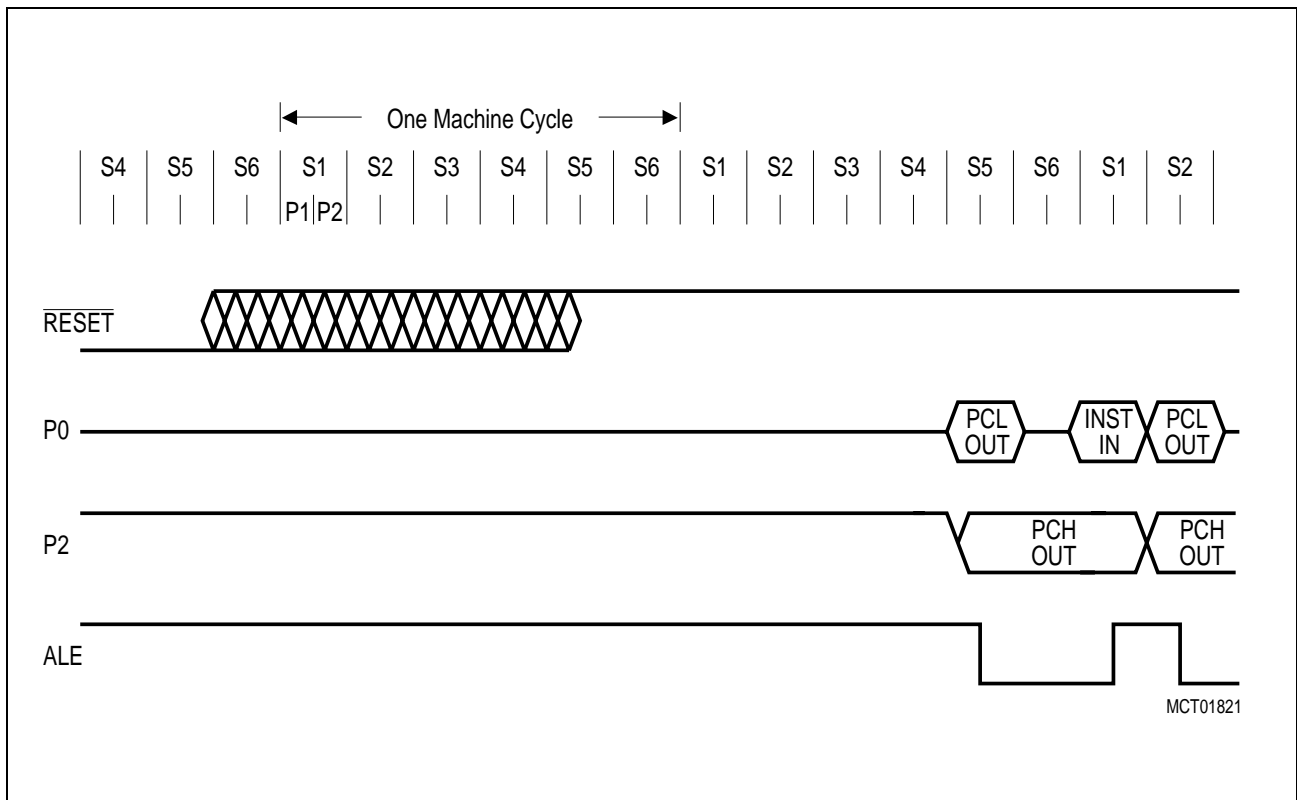 One Machine Cycle
S4 S5 S6 S1 S2 S3 S4 S5 S6 S1 S2 S3 S4 S5 S6 S1 S2
P1 P2
RESET
P0
PCL OUT
INST IN
PCL OUT
P2
PCH OUT
PCH OUT
ALE
MCT01821